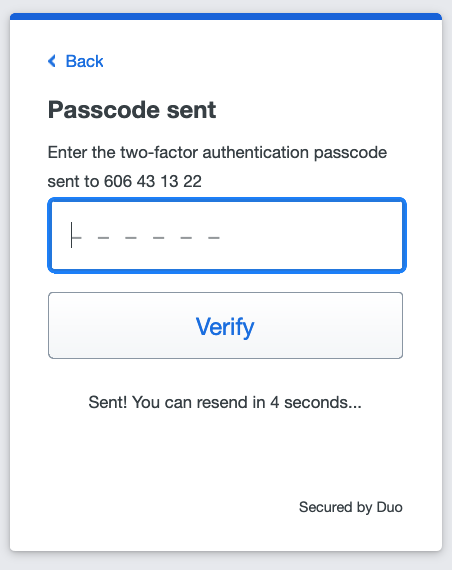 Back
Passcode sent
Enter the two-factor authentication passcode
sent to 606 43 13 22
Verify
Sent! You can resend in 4 seconds...
Secured by Duo